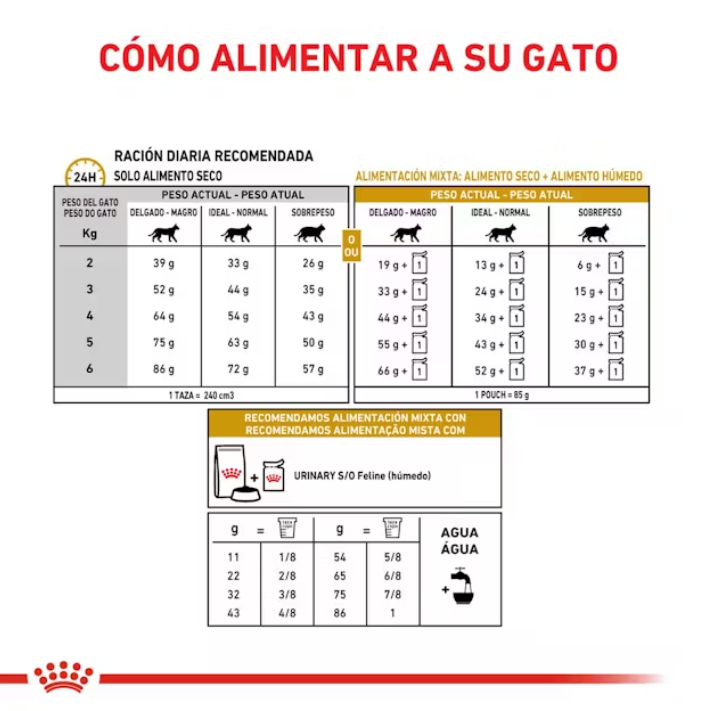 CÓMO ALIMENTAR A SU GATO
24H
RACIÓN DIARIA RECOMENDADA
SOLO ALIMENTO SECO
ALIMENTACIÓN MIXTA: ALIMENTO SECO + ALIMENTO HÚMEDO
PESO DEL GATO
PESO DO GATO
PESO ACTUAL - PESO ATUAL
PESO ACTUAL - PESO ATUAL
DELGADO - MAGRO IDEAL - NORMAL SOBREPESO
DELGADO - MAGRO IDEAL - NORMAL SOBREPESO
Kg
O
OU
2 39 g 33 g 26 g 19 g + 1 13 g + 1 6 g + 1
3 52 g 44 g 35 g 33 g + 1 24 g + 1 15 g + 1
4 64 g 54 g 43 g 44 g + 1 34 g + 1 23 g + 1
5 75 g 63 g 50 g 55 g + 1 43 g + 1 30 g + 1
6 86 g 72 g 57 g 66 g + 1 52 g + 1 37 g + 1
1 TAZA = 240 cm3
1 POUCH = 85 g
RECOMENDAMOS ALIMENTACIÓN MIXTA CON
RECOMENDAMOS ALIMENTAÇÃO MISTA COM
+ URINARY S/O Feline (húmedo)
g = g =
11 1/8 54 5/8
22 2/8 65 6/8
32 3/8 75 7/8
43 4/8 86 1
AGUA
ÁGUA
+